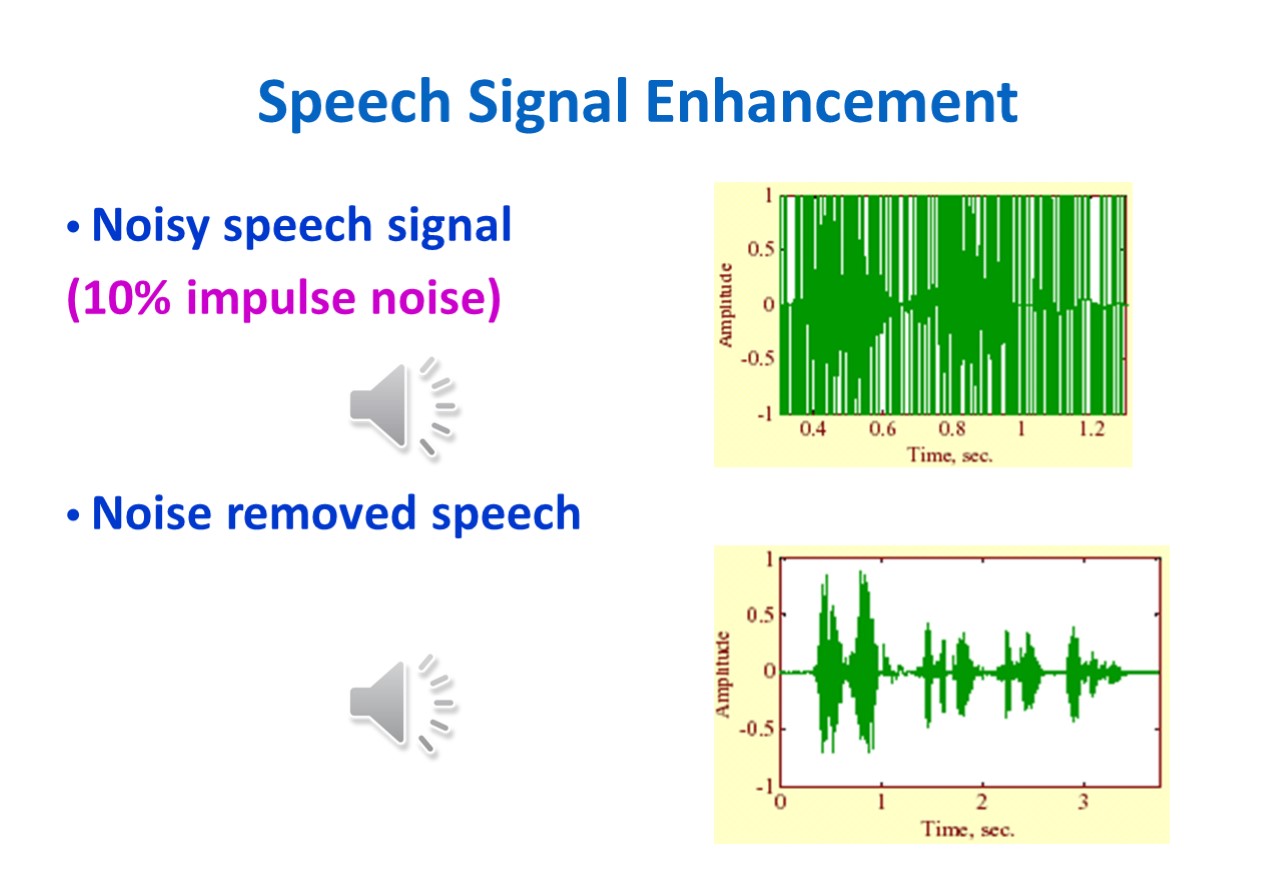 Speech Signal Enhancement
• Noisy speech signal
(10% impulse noise)
1
0.5
0
-0.5
-1
Amplitude
0.4 0.6 0.8 1 1.2
Time, sec.
• Noise removed speech
1
0.5
0
-0.5
-1
Amplitude
0 1 2 3
Time, sec.